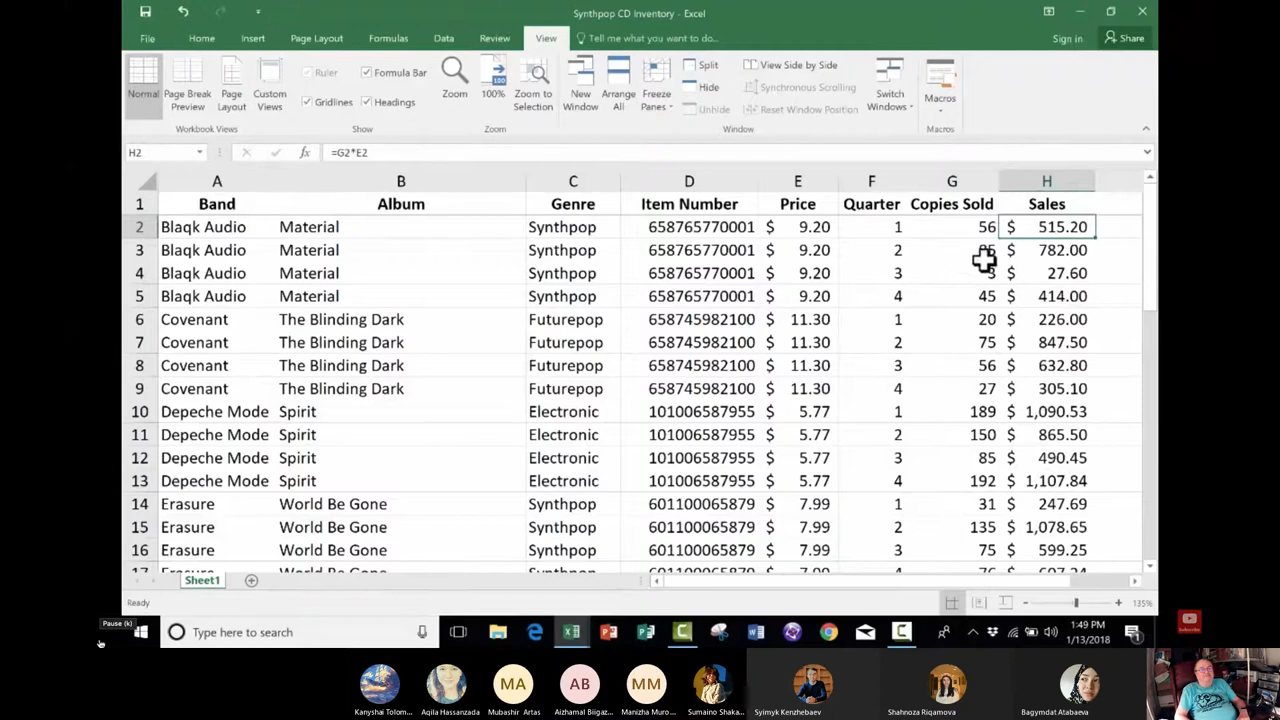 Synthpop CD Inventory - Excel
File Home Insert Page Layout Formulas Data Review View Tell me what you want to do... Sign in Share
Normal Page Break Preview Page Layout Custom Views Ruler Formula Bar Gridlines Headings Zoom 100% Zoom to Selection New Window Arrange All Freeze Panes Split Hide Unhide View Side by Side Synchronous Scrolling Reset Window Position Switch Windows Macros
Workbook Views Show Zoom Window Macros
H2 fx =G2*E2
A B C D E F G H
1 Band Album Genre Item Number Price Quarter Copies Sold Sales
2 Blaqk Audio Material Synthpop 658765770001 $ 9.20 1 56 $ 515.20
3 Blaqk Audio Material Synthpop 658765770001 $ 9.20 2 $ 782.00
4 Blaqk Audio Material Synthpop 658765770001 $ 9.20 3 3 $ 27.60
5 Blaqk Audio Material Synthpop 658765770001 $ 9.20 4 45 $ 414.00
6 Covenant The Blinding Dark Futurepop 658745982100 $ 11.30 1 20 $ 226.00
7 Covenant The Blinding Dark Futurepop 658745982100 $ 11.30 2 75 $ 847.50
8 Covenant The Blinding Dark Futurepop 658745982100 $ 11.30 3 56 $ 632.80
9 Covenant The Blinding Dark Futurepop 658745982100 $ 11.30 4 27 $ 305.10
10 Depeche Mode Spirit Electronic 101006587955 $ 5.77 1 189 $ 1,090.53
11 Depeche Mode Spirit Electronic 101006587955 $ 5.77 2 150 $ 865.50
12 Depeche Mode Spirit Electronic 101006587955 $ 5.77 3 85 $ 490.45
13 Depeche Mode Spirit Electronic 101006587955 $ 5.77 4 192 $ 1,107.84
14 Erasure World Be Gone Synthpop 601100065879 $ 7.99 1 31 $ 247.69
15 Erasure World Be Gone Synthpop 601100065879 $ 7.99 2 135 $ 1,078.65
16 Erasure World Be Gone Synthpop 601100065879 $ 7.99 3 75 $ 599.25
Sheet1
Ready 135%
Pause (k)
Type here to search
1:49 PM
1/13/2018
Subscribe
MA AB MM
Kanyshai Tolom... Aqila Hassanzada Mubashir Artas Aizhamal Biigaz... Manizha Muro... Sumaino Shaka... Syimyk Kenzhebaev Shahnoza Riqamova Bagymdat Atabaeva